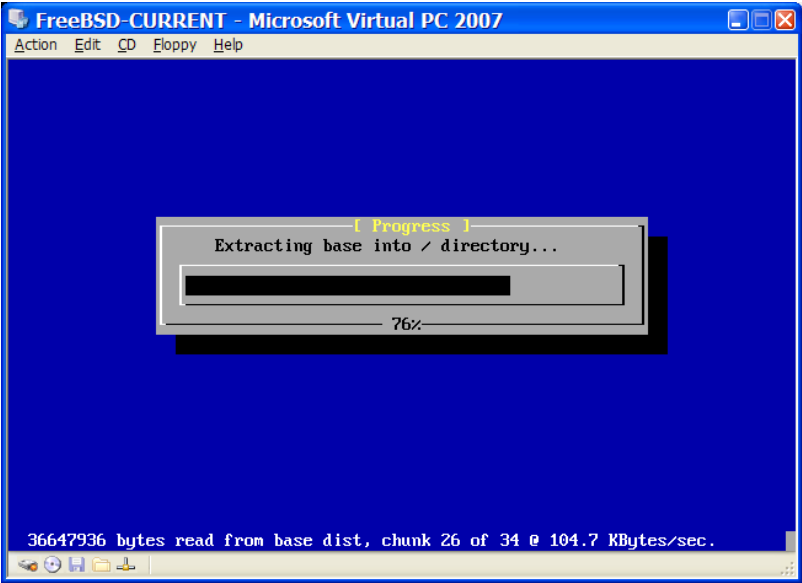 FreeBSD-CURRENT - Microsoft Virtual PC 2007
Action Edit CD Floppy Help
[ Progress ]
Extracting base into / directory...
76%
36647936 bytes read from base dist, chunk 26 of 34 @ 104.7 KBytes/sec.